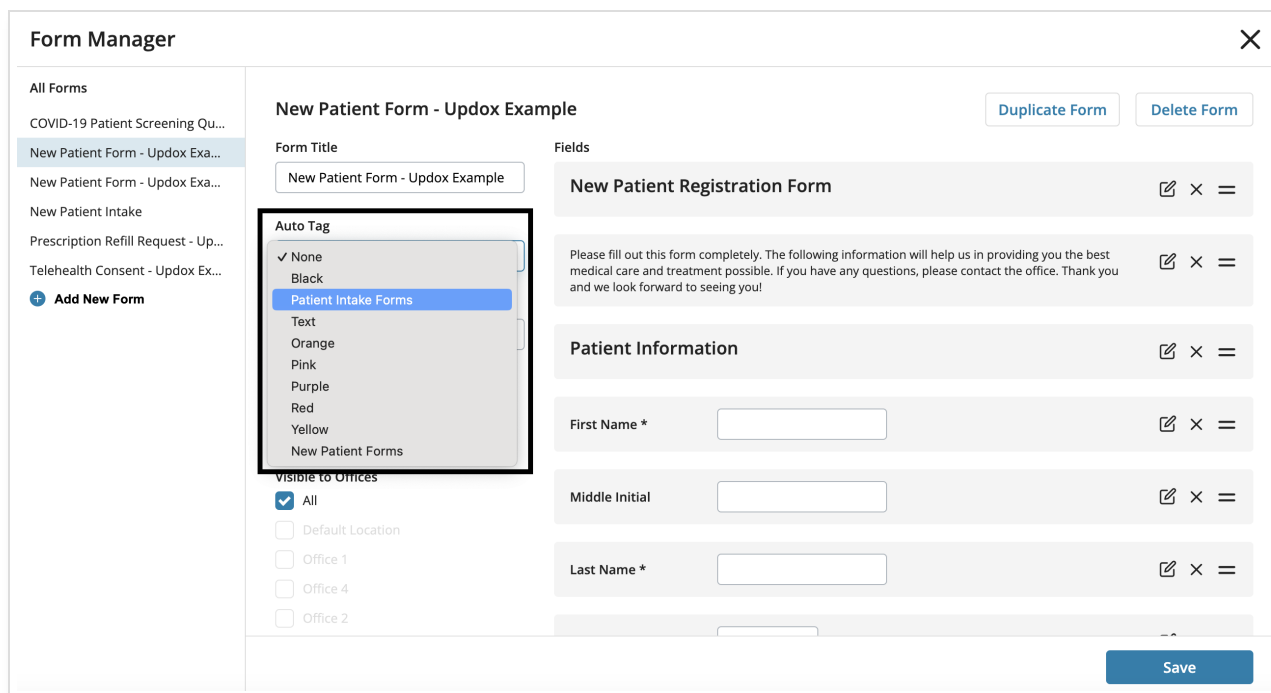 Form Manager
All Forms
COVID-19 Patient Screening Qu...
New Patient Form - Updox Exa...
New Patient Form - Updox Exa...
New Patient Intake
Prescription Refill Request - Up...
Telehealth Consent - Updox Ex...
Add New Form
New Patient Form - Updox Example
Duplicate Form
Delete Form
Form Title
New Patient Form - Updox Example
Auto Tag
✓ None
Black
Patient Intake Forms
Text
Orange
Pink
Purple
Red
Yellow
New Patient Forms
Visible to Offices
All
Default Location
Office 1
Office 4
Office 2
Fields
New Patient Registration Form
Please fill out this form completely. The following information will help us in providing you the best
medical care and treatment possible. If you have any questions, please contact the office. Thank you
and we look forward to seeing you!
Patient Information
First Name *
Middle Initial
Last Name *
Save